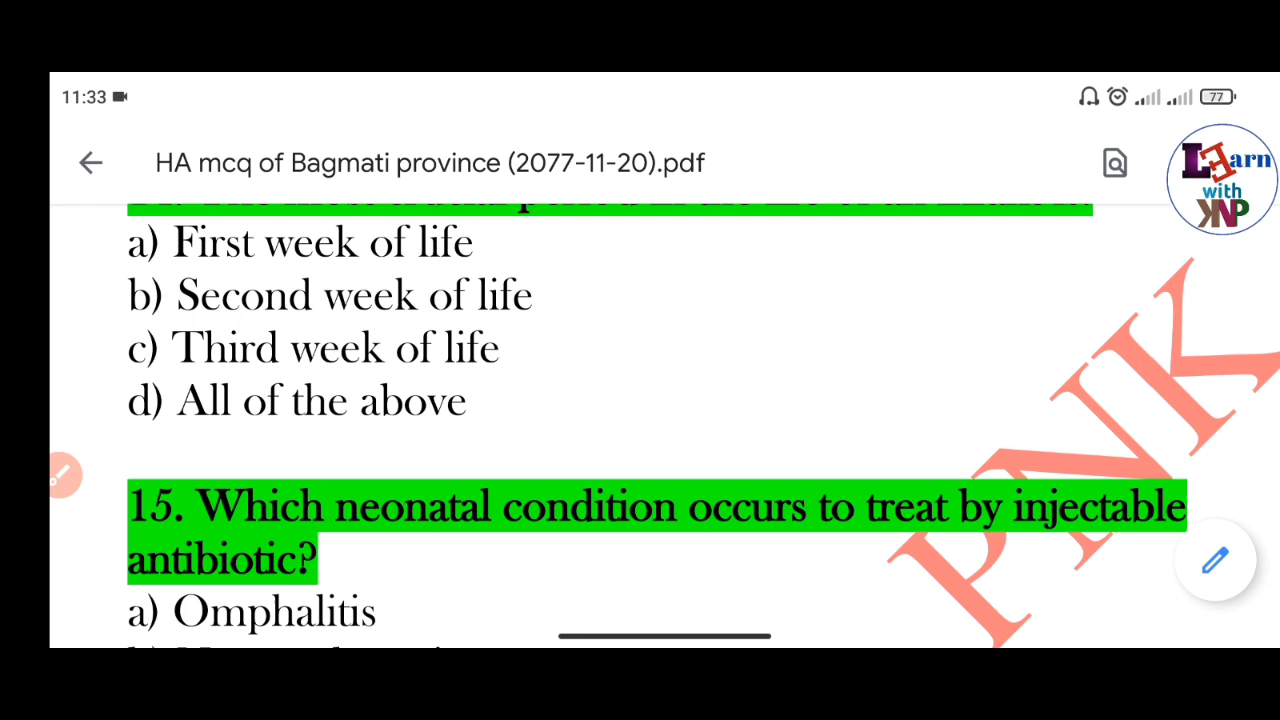 11:33
77
HA mcq of Bagmati province (2077-11-20).pdf
LEarn
with
KNP
a) First week of life
b) Second week of life
c) Third week of life
d) All of the above
15. Which neonatal condition occurs to treat by injectable
antibiotic?
a) Omphalitis
PNK